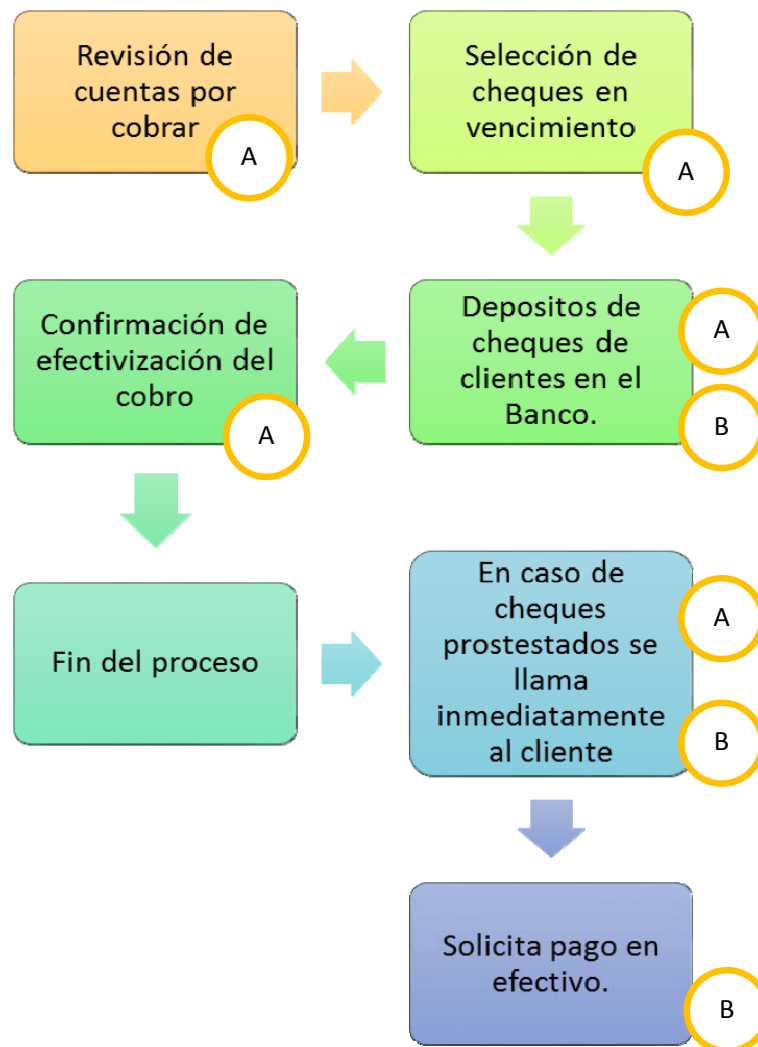 Revisión de
cuentas por
cobrar
A
Selección de
cheques en
vencimiento
A
Depositos de
cheques de
clientes en el
Banco.
A
B
Confirmación de
efectivización del
cobro
A
Fin del proceso
En caso de
cheques
prostestados se
llama
inmediatamente
al cliente
A
B
Solicita pago en
efectivo.
B